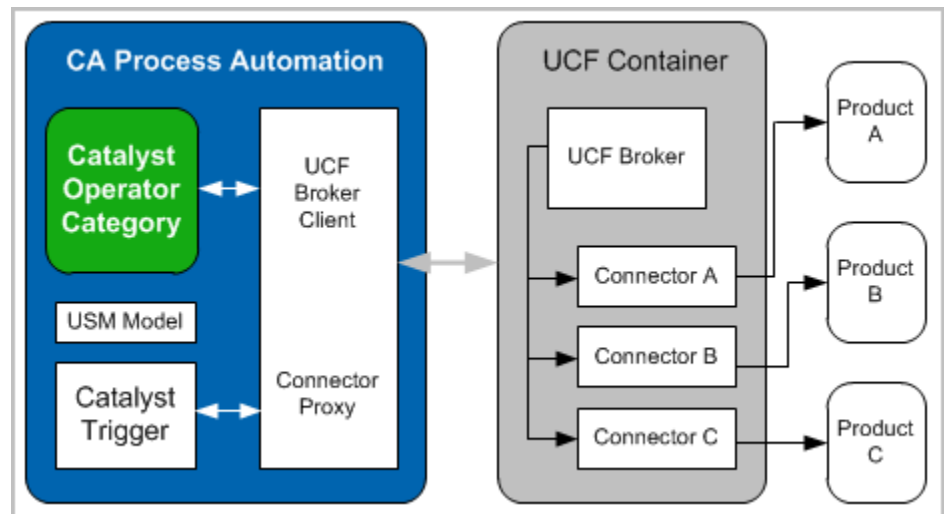 CA Process Automation
Catalyst
Operator
Category
UCF
Broker
Client
USM Model
Catalyst
Trigger
Connector
Proxy
UCF Container
UCF Broker
Connector A
Connector B
Connector C
Product
A
Product
B
Product
C